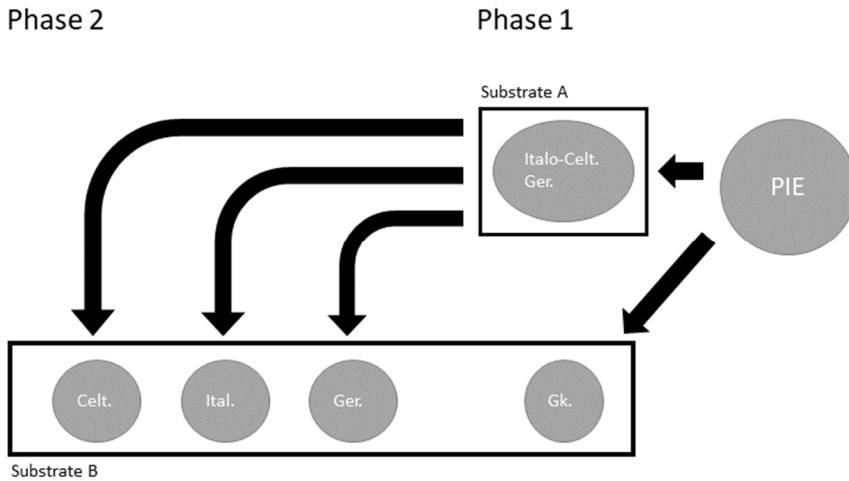 Phase 2
Phase 1
Substrate A
Italo-Celt.
Ger.
PIE
Celt.
Ital.
Ger.
Gk.
Substrate B